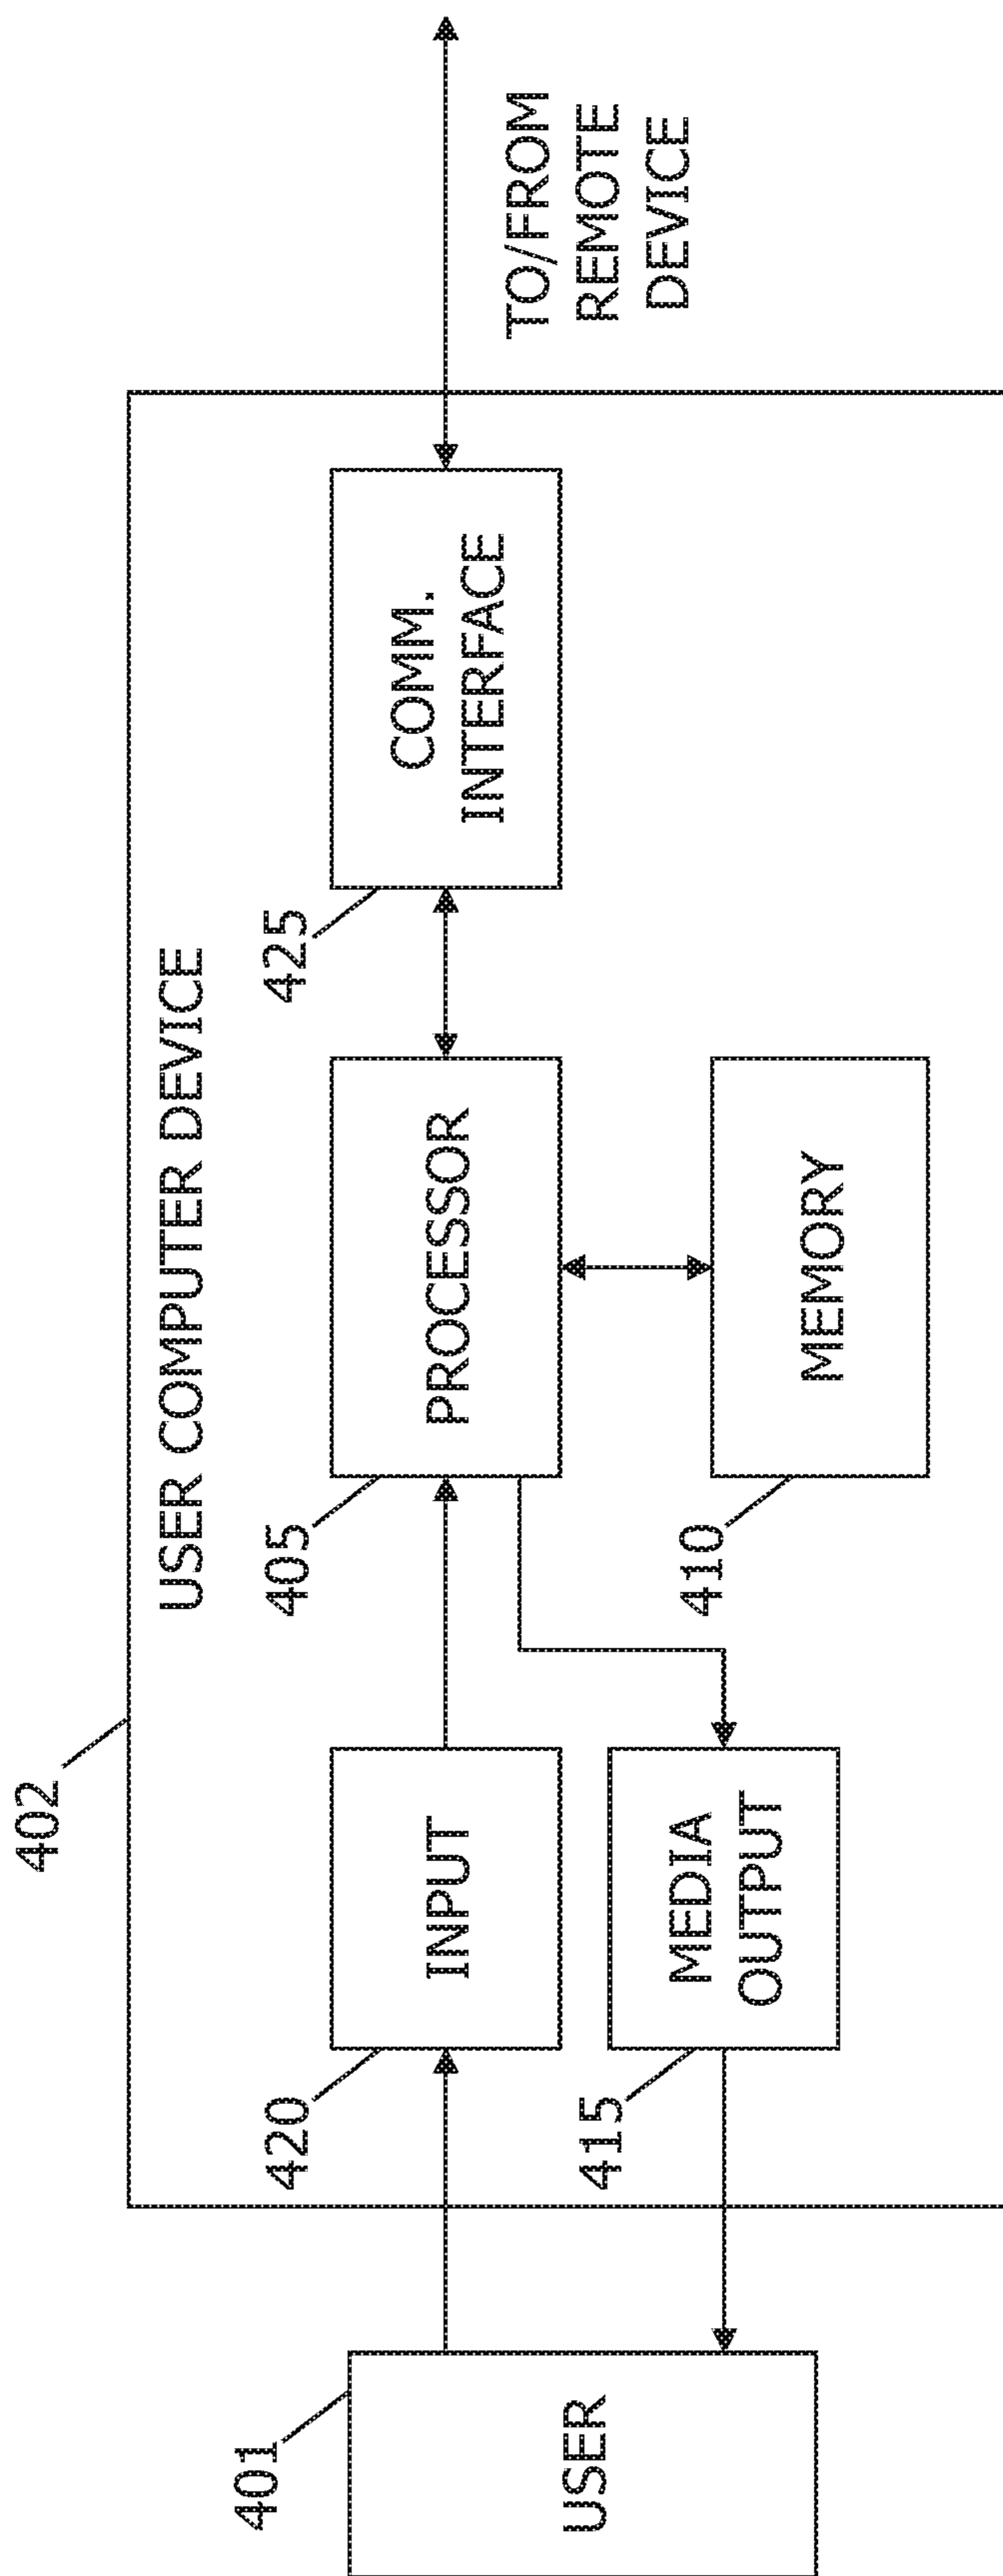 402
USER COMPUTER DEVICE
401
USER
420
INPUT
415
MEDIA
OUTPUT
405
PROCESSOR
410
MEMORY
425
COMM.
INTERFACE
TO/FROM
REMOTE
DEVICE